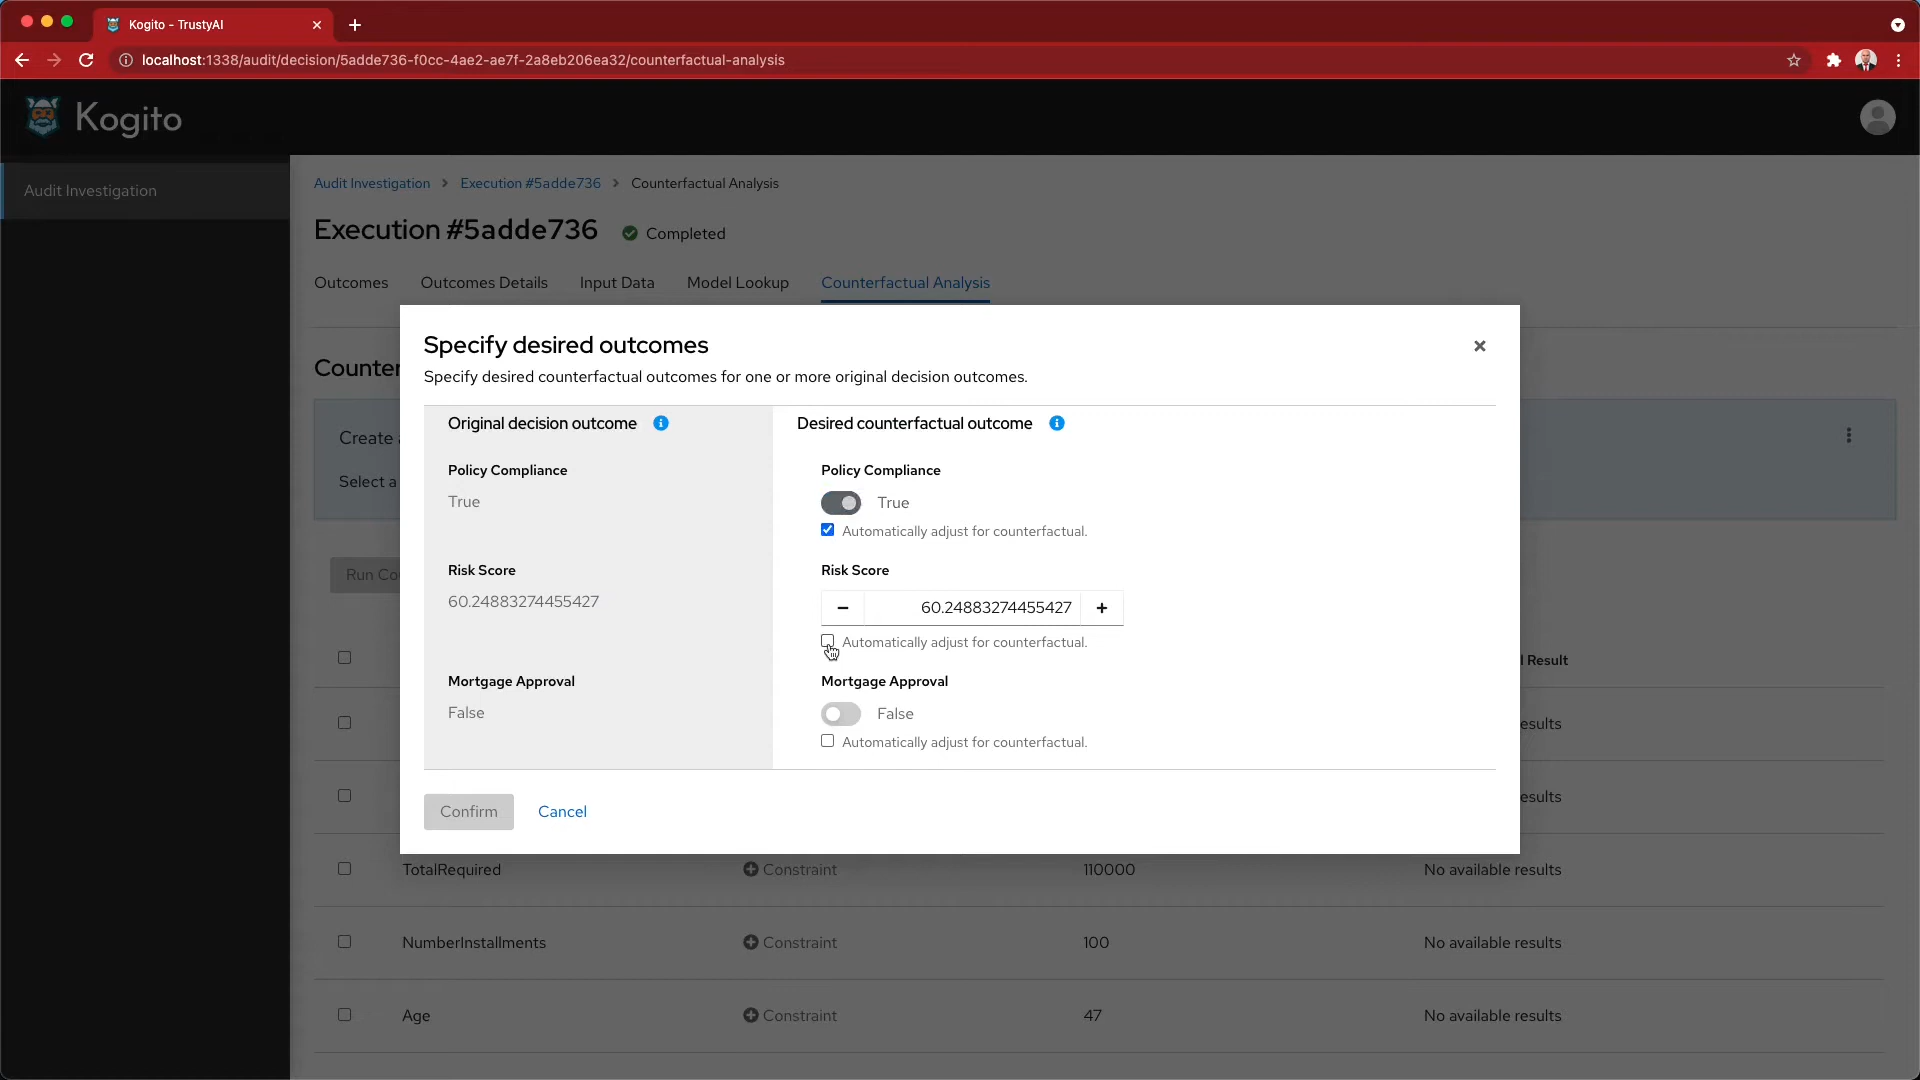 Kogito - TrustyAI
localhost:1338/audit/decision/5adde736-f0cc-4ae2-ae7f-2a8eb206ea32/counterfactual-analysis
Kogito
Audit Investigation
Audit Investigation > Execution #5adde736 > Counterfactual Analysis
Execution #5adde736 Completed
Outcomes Outcomes Details Input Data Model Lookup Counterfactual Analysis
Specify desired outcomes
Specify desired counterfactual outcomes for one or more original decision outcomes.
Original decision outcome Desired counterfactual outcome
Policy Compliance Policy Compliance
True True
Automatically adjust for counterfactual.
Risk Score Risk Score
60.24883274455427 60.24883274455427
Automatically adjust for counterfactual.
Mortgage Approval Mortgage Approval
False False
Automatically adjust for counterfactual.
Confirm Cancel
Create
Select a
Run
Result
TotalRequired Constraint 110000 No available results
NumberInstallments Constraint 100 No available results
Age Constraint 47 No available results